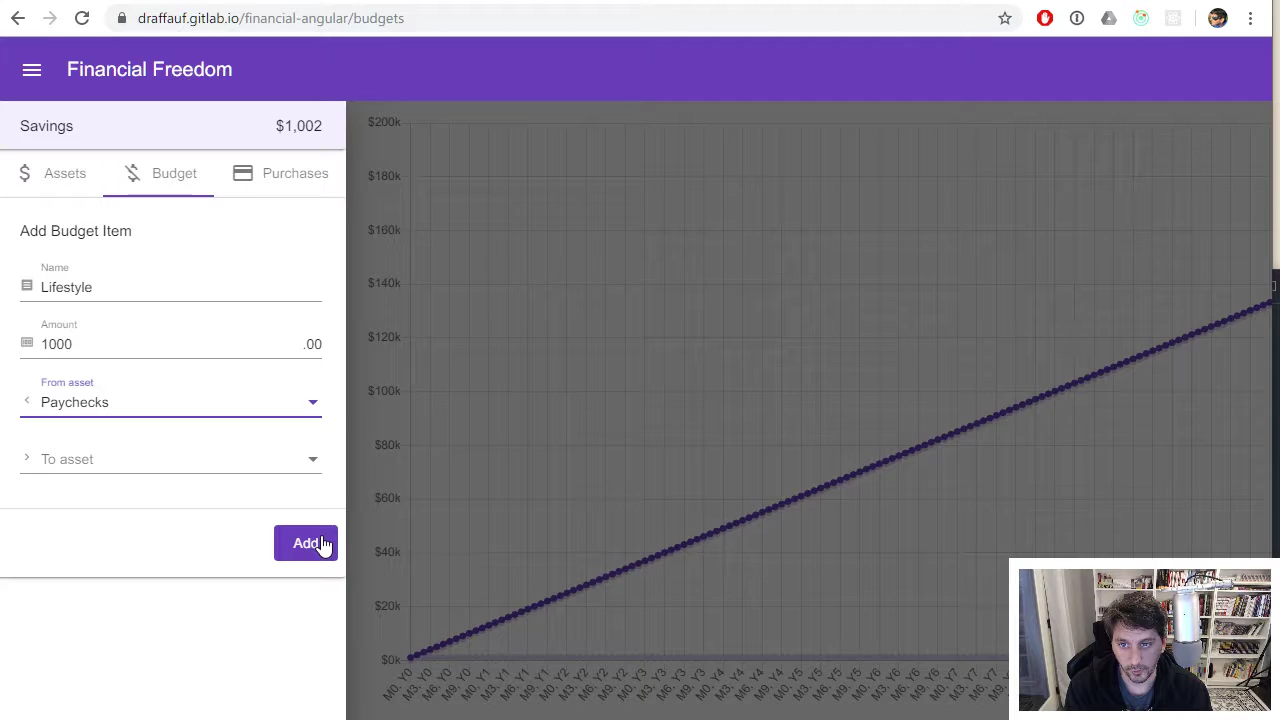 draffauf.gitlab.io/financial-angular/budgets
Financial Freedom
Savings $1,002
Assets Budget Purchases
Add Budget Item
Name
Lifestyle
Amount
1000 .00
From asset
Paychecks
To asset
Add
$200k
$180k
$160k
$140k
$120k
$100k
$80k
$60k
$40k
$20k
$0k